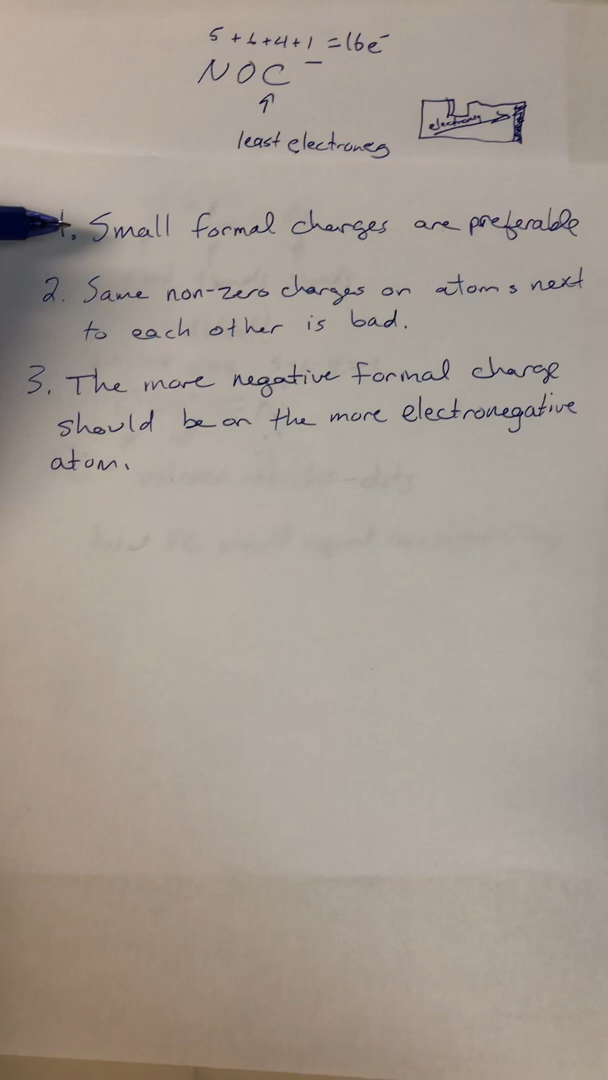 5 + 6 + 4 + 1 = 16e⁻
NOC⁻
↑
least electroneg
electroneg
1. Small formal charges are preferable
2. Same non-zero charges on atoms next
to each other is bad.
3. The more negative formal charge
should be on the more electronegative
atom.